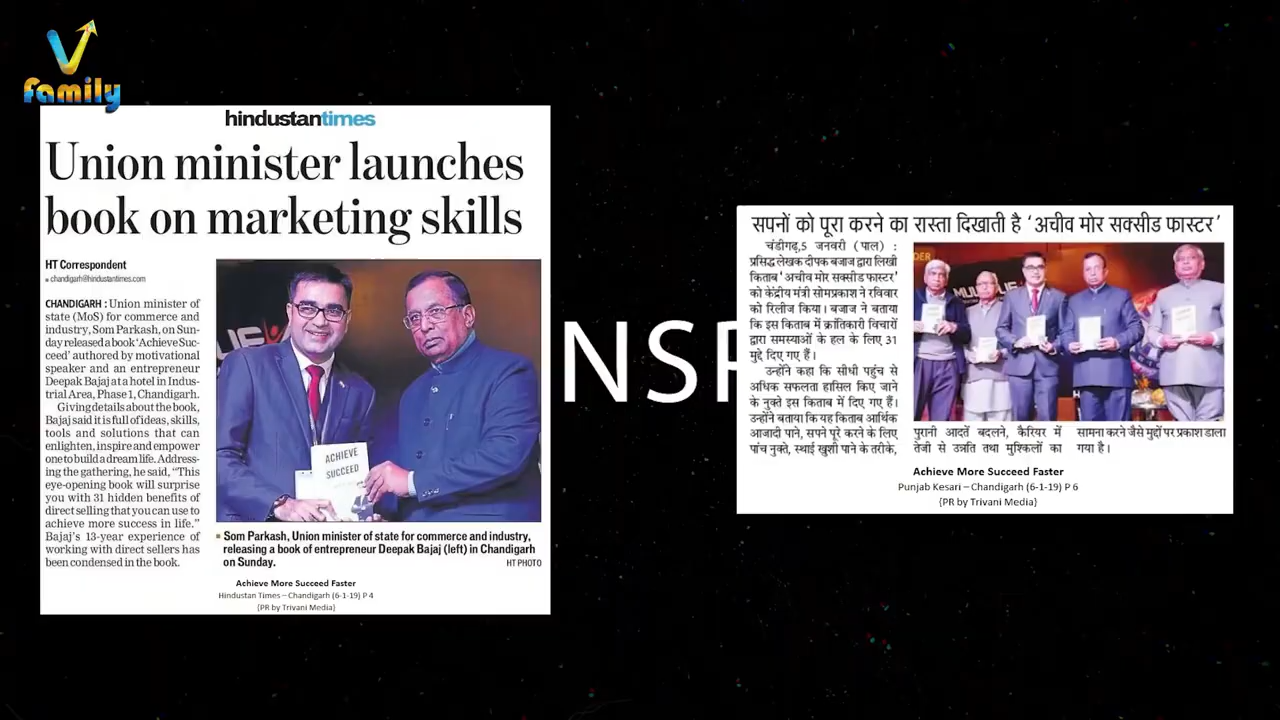 V
family
hindustantimes
Union minister launches
book on marketing skills
HT Correspondent
chandigarh@hindustantimes.com
CHANDIGARH : Union minister of
state (MoS) for commerce and
industry, Som Parkash, on Sun-
day released a book ‘Achieve Suc-
ceed’ authored by motivational
speaker and an entrepreneur
Deepak Bajaj at a hotel in Indus-
trial Area, Phase 1, Chandigarh.
Giving details about the book,
Bajaj said it is full of ideas, skills,
tools and solutions that can
enlighten, inspire and empower
one to build a dream life. Address-
ing the gathering, he said, “This
eye-opening book will surprise
you with 31 hidden benefits of
direct selling that you can use to
achieve more success in life.”
Bajaj’s 13-year experience of
working with direct sellers has
been condensed in the book.
ACHIEVE
SUCCEED
Som Parkash, Union minister of state for commerce and industry,
releasing a book of entrepreneur Deepak Bajaj (left) in Chandigarh
on Sunday.
HT PHOTO
Achieve More Succeed Faster
Hindustan Times – Chandigarh (6-1-19) P 4
{PR by Trivani Media}
NSP
सपनों को पूरा करने का रास्ता दिखाती है ‘अचीव मोर सक्सीड फास्टर’
चंडीगढ़,5 जनवरी (पाल) :
प्रसिद्ध लेखक दीपक बजाज द्वारा लिखी
किताब ‘अचीव मोर सक्सीड फास्टर’
को केंद्रीय मंत्री सोमप्रकाश ने रविवार
को रिलीज किया। बजाज ने बताया
कि इस किताब में क्रांतिकारी विचारों
द्वारा समस्याओं के हल के लिए 31
मुद्दे दिए गए हैं।
उन्होंने कहा कि सीधी पहुंच से
अधिक सफलता हासिल किए जाने
के नुक्ते इस किताब में दिए गए हैं।
उन्होंने बताया कि यह किताब आर्थिक
आजादी पाने, सपने पूरे करने के लिए
पांच नुक्ते, स्थाई खुशी पाने के तरीके,
पुरानी आदतें बदलने, कैरियर में
तेजी से उन्नति तथा मुश्किलों का
सामना करने जैसे मुद्दों पर प्रकाश डाला
गया है।
Achieve More Succeed Faster
Punjab Kesari – Chandigarh (6-1-19) P 6
{PR by Trivani Media}